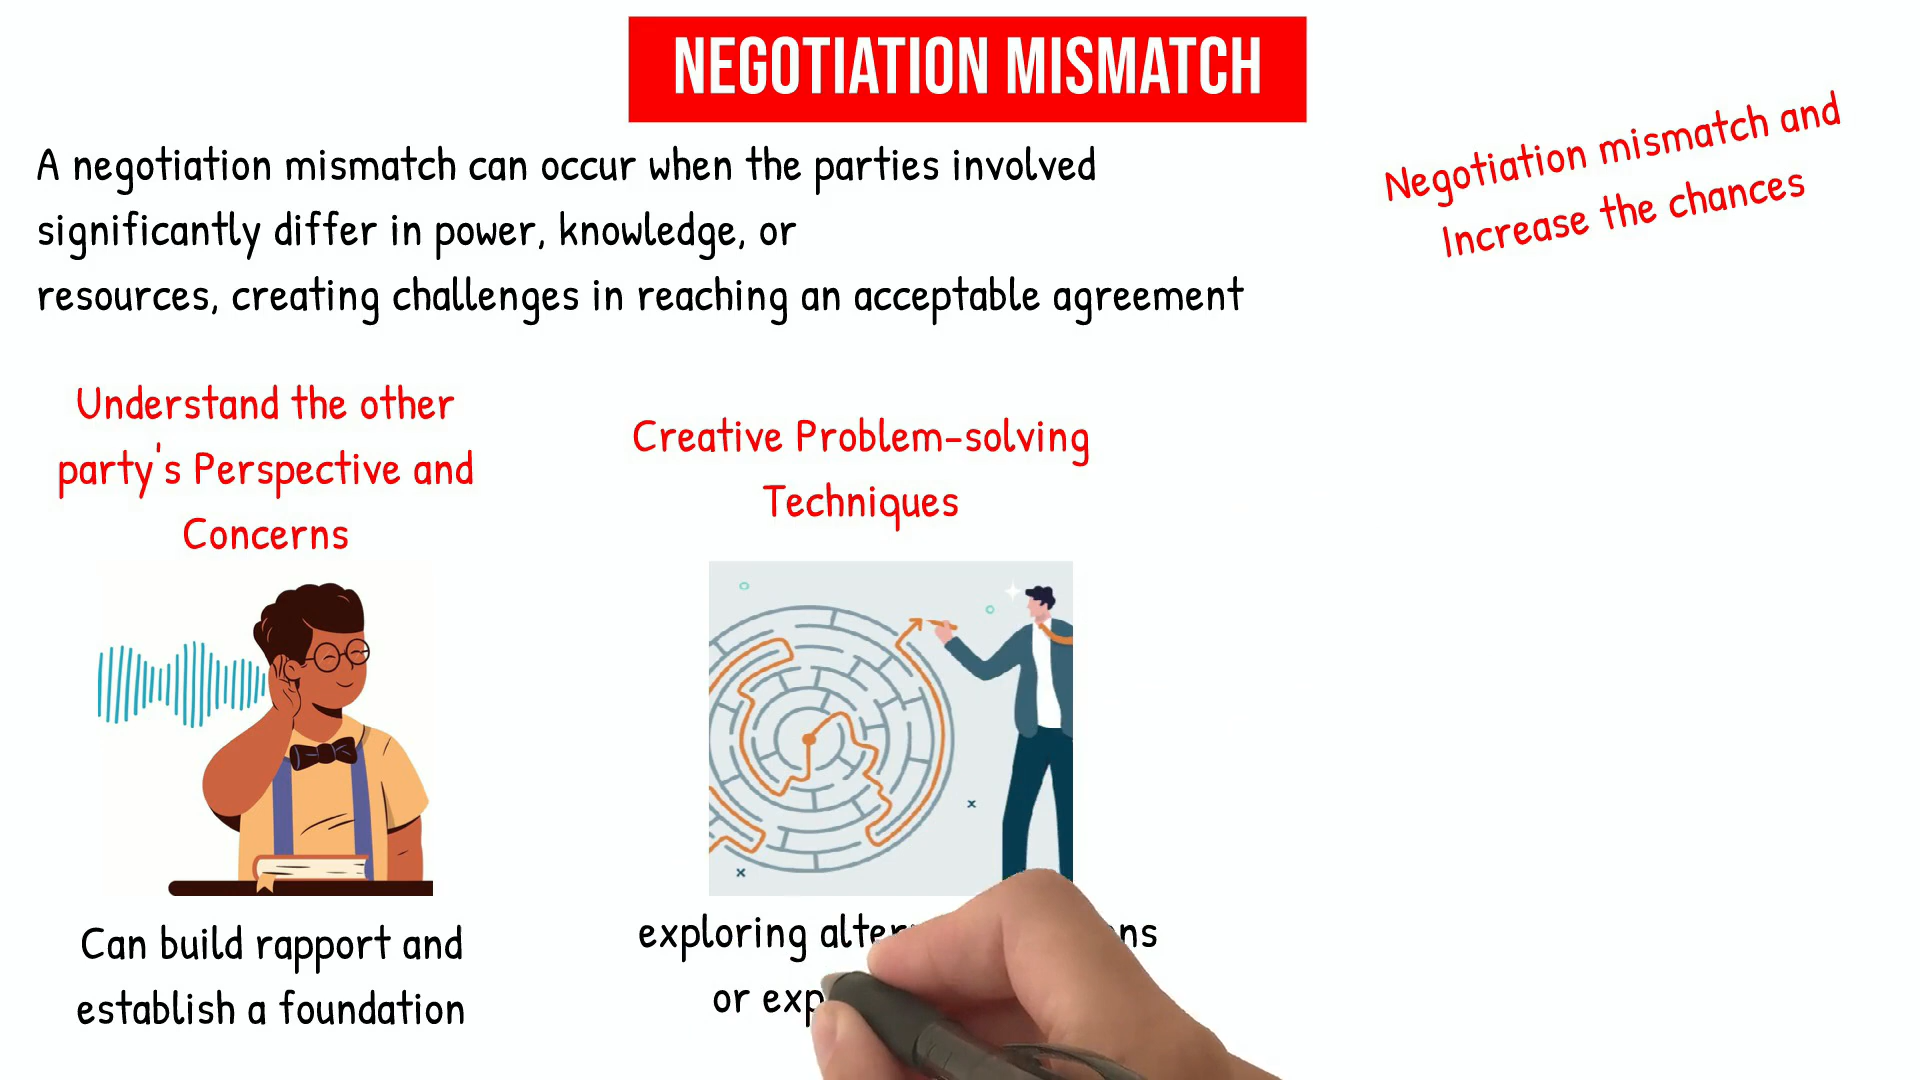 NEGOTIATION MISMATCH
Negotiation mismatch and
Increase the chances
A negotiation mismatch can occur when the parties involved
significantly differ in power, knowledge, or
resources, creating challenges in reaching an acceptable agreement
Understand the other
party's Perspective and
Concerns
Creative Problem-solving
Techniques
Can build rapport and
establish a foundation
exploring
or